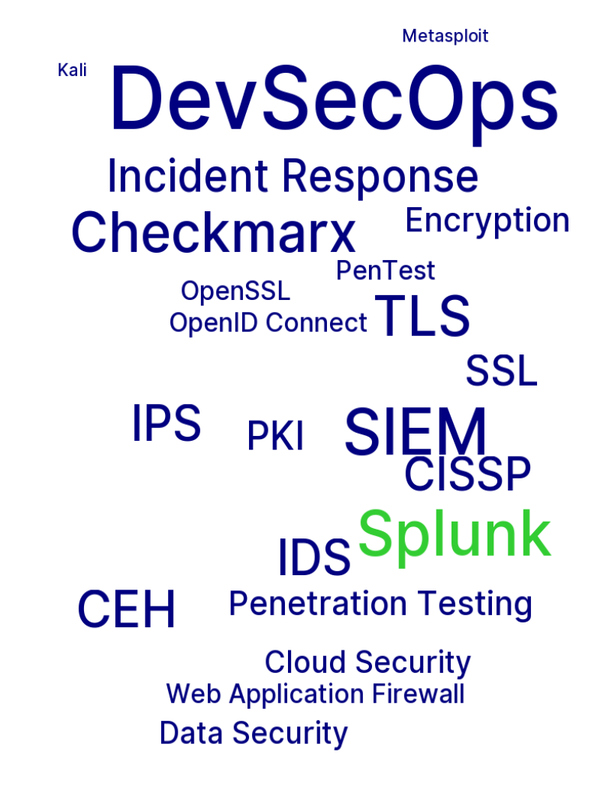 Metasploit
Kali
DevSecOps
Incident Response
Checkmarx
Encryption
PenTest
OpenSSL
OpenID Connect
TLS
SSL
IPS
PKI
SIEM
CISSP
Splunk
IDS
CEH
Penetration Testing
Cloud Security
Web Application Firewall
Data Security